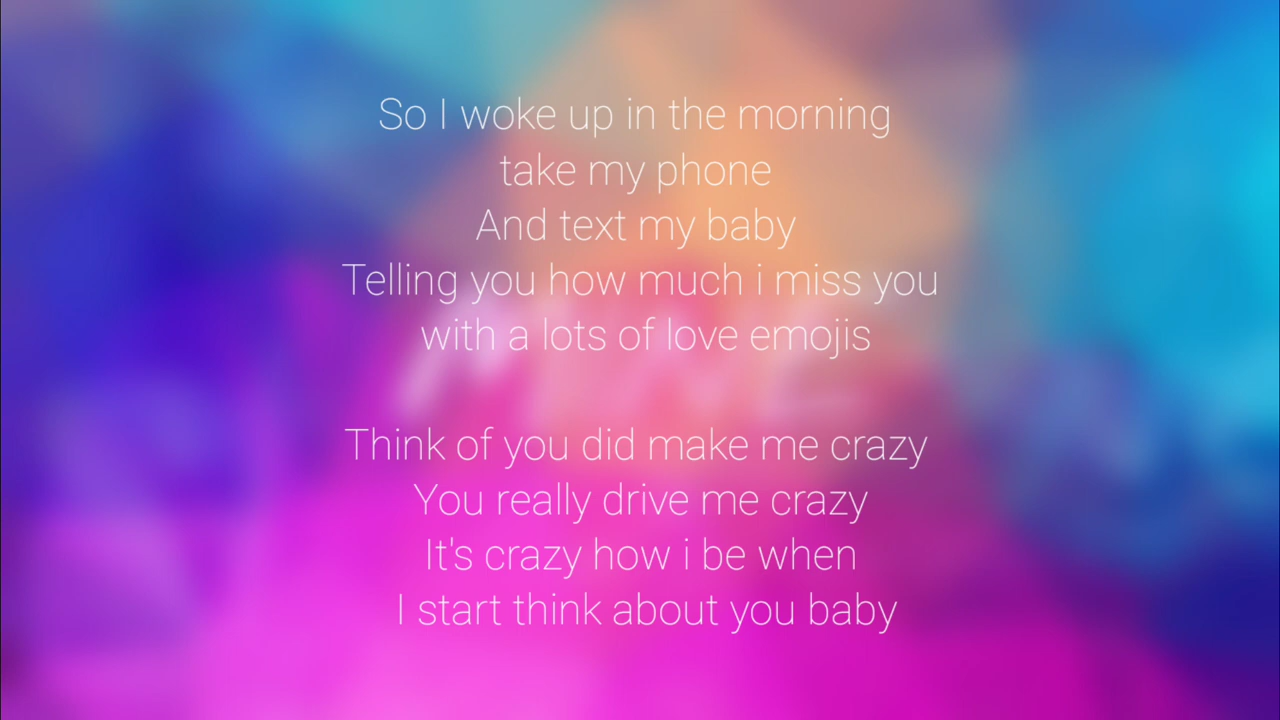 So I woke up in the morning
take my phone
And text my baby
Telling you how much i miss you
with a lots of love emojis
Think of you did make me crazy
You really drive me crazy
It's crazy how i be when
I start think about you baby